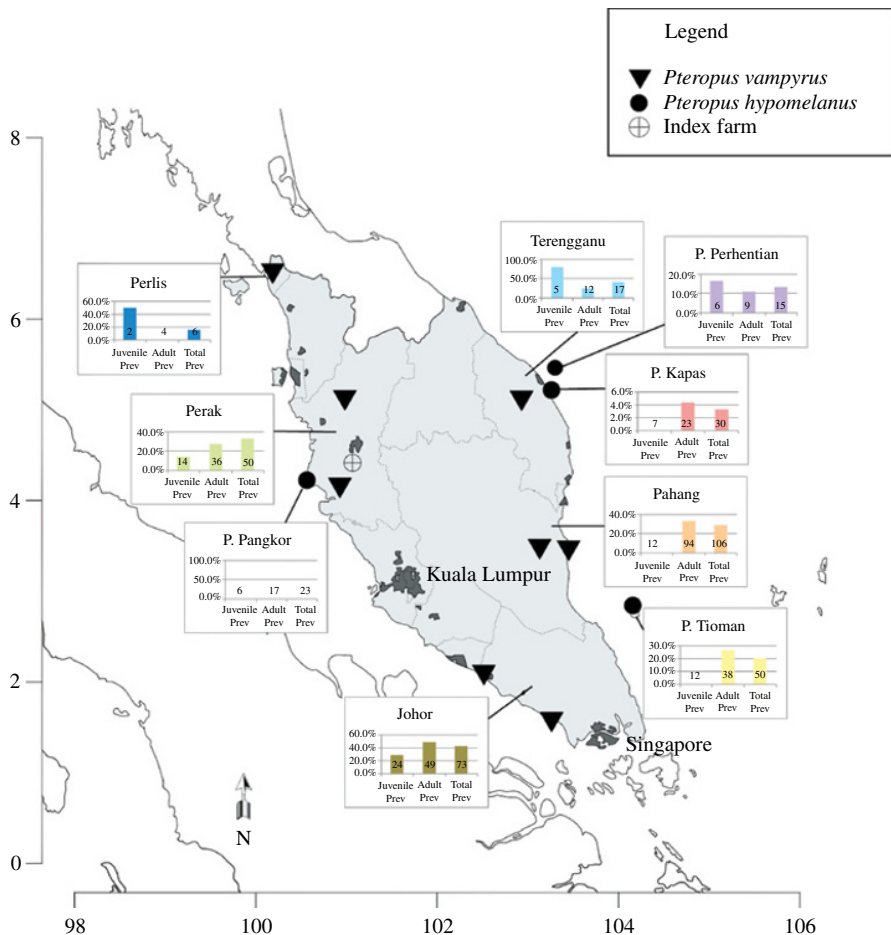 Legend
Pteropus vampyrus
Pteropus hypomelanus
Index farm
8
6
4
2
0
98
100
102
104
106
Perlis
60.0%
40.0%
20.0%
0.0%
2
4
6
Juvenile Adult Total
Prev Prev Prev
Terengganu
100.0%
50.0%
0.0%
5
12
17
Juvenile Adult Total
Prev Prev Prev
P. Perhentian
20.0%
10.0%
0.0%
6
9
15
Juvenile Adult Total
Prev Prev Prev
P. Kapas
6.0%
4.0%
2.0%
0.0%
7
23
30
Juvenile Adult Total
Prev Prev Prev
Perak
40.0%
20.0%
0.0%
14
36
50
Juvenile Adult Total
Prev Prev Prev
Pahang
40.0%
20.0%
0.0%
12
94
106
Juvenile Adult Total
Prev Prev Prev
P. Pangkor
100.0%
50.0%
0.0%
6
17
23
Juvenile Adult Total
Prev Prev Prev
Kuala Lumpur
P. Tioman
30.0%
20.0%
10.0%
0.0%
12
38
50
Juvenile Adult Total
Prev Prev Prev
Johor
60.0%
40.0%
20.0%
0.0%
24
49
73
Juvenile Adult Total
Prev Prev Prev
Singapore
N